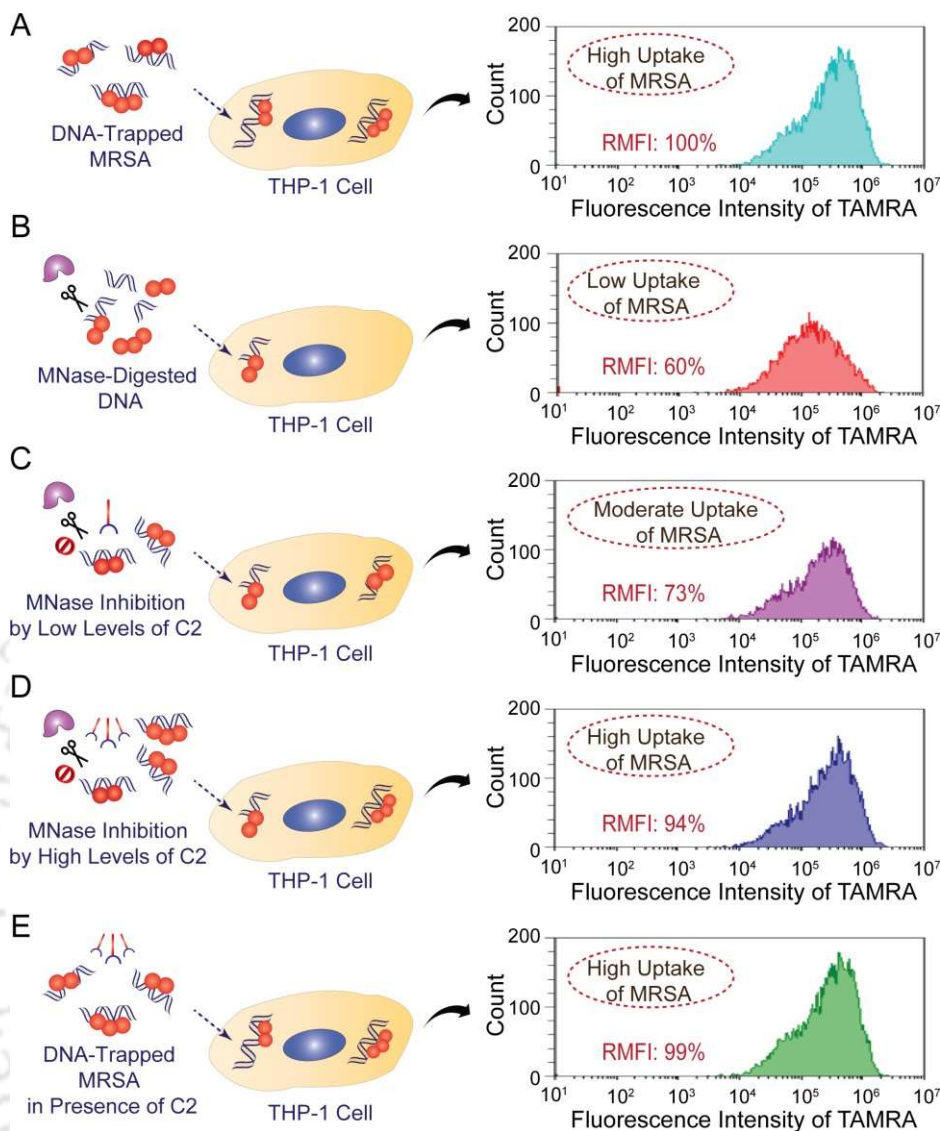 A
DNA-Trapped
MRSA
THP-1 Cell
200
100
0
Count
High Uptake
of MRSA
RMFI: 100%
10¹ 10² 10³ 10⁴ 10⁵ 10⁶ 10⁷
Fluorescence Intensity of TAMRA
B
MNase-Digested
DNA
THP-1 Cell
200
100
0
Count
Low Uptake
of MRSA
RMFI: 60%
10¹ 10² 10³ 10⁴ 10⁵ 10⁶ 10⁷
Fluorescence Intensity of TAMRA
C
MNase Inhibition
by Low Levels of C2
THP-1 Cell
200
100
0
Count
Moderate Uptake
of MRSA
RMFI: 73%
10¹ 10² 10³ 10⁴ 10⁵ 10⁶ 10⁷
Fluorescence Intensity of TAMRA
D
MNase Inhibition
by High Levels of C2
THP-1 Cell
200
100
0
Count
High Uptake
of MRSA
RMFI: 94%
10¹ 10² 10³ 10⁴ 10⁵ 10⁶ 10⁷
Fluorescence Intensity of TAMRA
E
DNA-Trapped
MRSA
in Presence of C2
THP-1 Cell
200
100
0
Count
High Uptake
of MRSA
RMFI: 99%
10¹ 10² 10³ 10⁴ 10⁵ 10⁶ 10⁷
Fluorescence Intensity of TAMRA